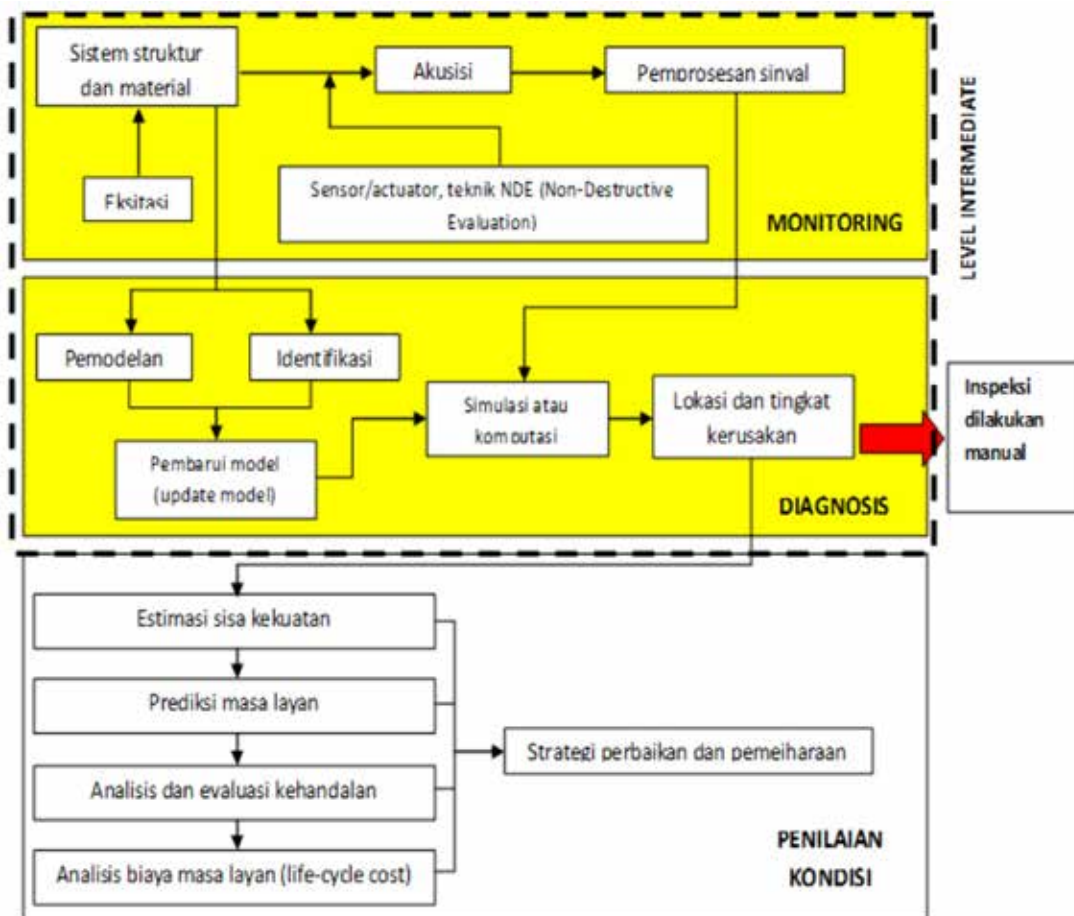 Sistem struktur
dan material
Akusisi
Pemprosesan sinyal
Eksitasi
Sensor/actuator, teknik NDE (Non-Destructive
Evaluation)
MONITORING
LEVEL INTERMEDIATE
Pemodelan
Identifikasi
Pembarui model
(update model)
Simulasi atau
komputasi
Lokasi dan tingkat
kerusakan
DIAGNOSIS
Inspeksi
dilakukan
manual
Estimasi sisa kekuatan
Prediksi masa layan
Analisis dan evaluasi kehandalan
Analisis biaya masa layan (life-cycle cost)
Strategi perbaikan dan pemeiharaan
PENILAIAN
KONDISI